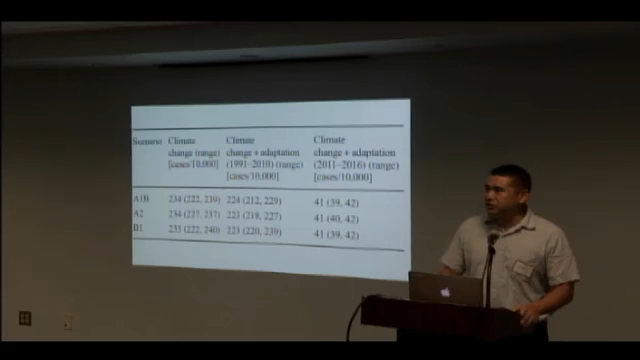 Scenario Climate Climate Climate
change (range) change + adaptation change + adaptation
[cases/10,000] (1991–2010) (range) (2011–2016) (range)
[cases/10,000] [cases/10,000]
A1B 234 (222, 239) 224 (212, 229) 41 (39, 42)
A2 234 (227, 237) 223 (218, 227) 41 (40, 42)
B1 233 (222, 240) 223 (220, 239) 41 (39, 42)